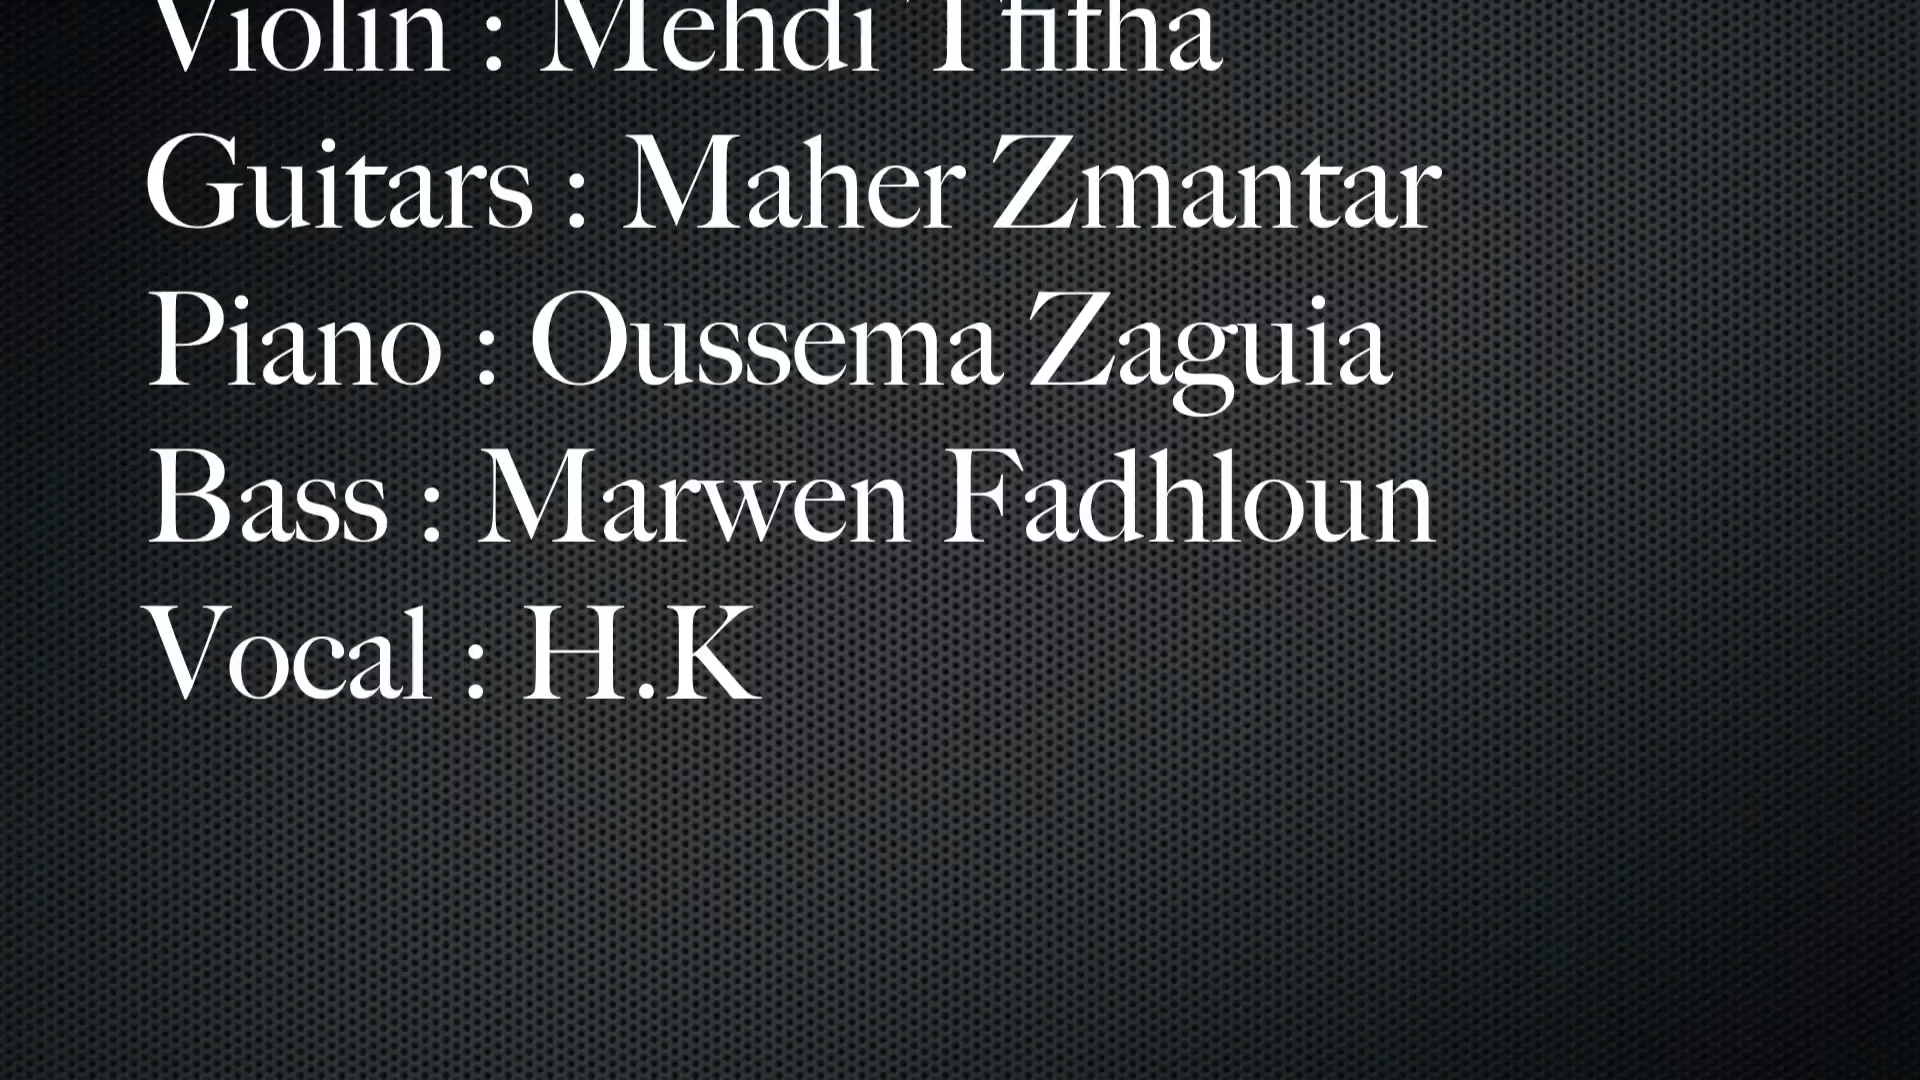 Violin : Mehdi Tfifha
Guitars : Maher Zmantar
Piano : Oussema Zaguia
Bass : Marwen Fadhloun
Vocal : H.K